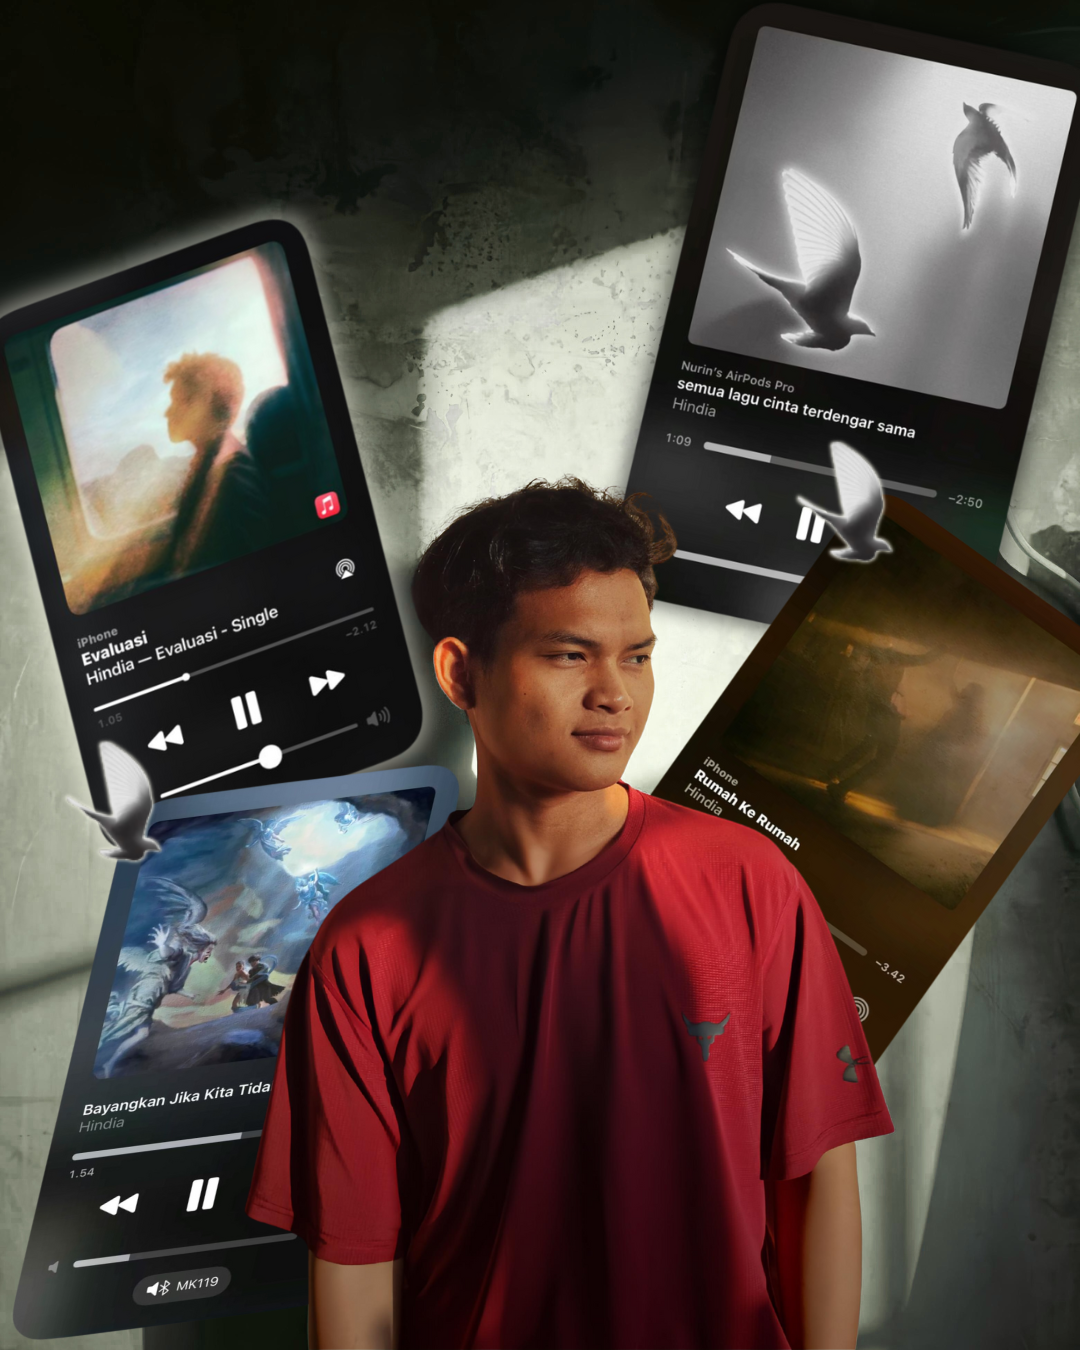 iPhone
Evaluasi
Hindia — Evaluasi - Single
1.05
−2.12
Nurin's AirPods Pro
semua lagu cinta terdengar sama
Hindia
1:09
−2:50
iPhone
Rumah Ke Rumah
Hindia
−3.42
Bayangkan Jika Kita Tida
Hindia
1.54
MK119